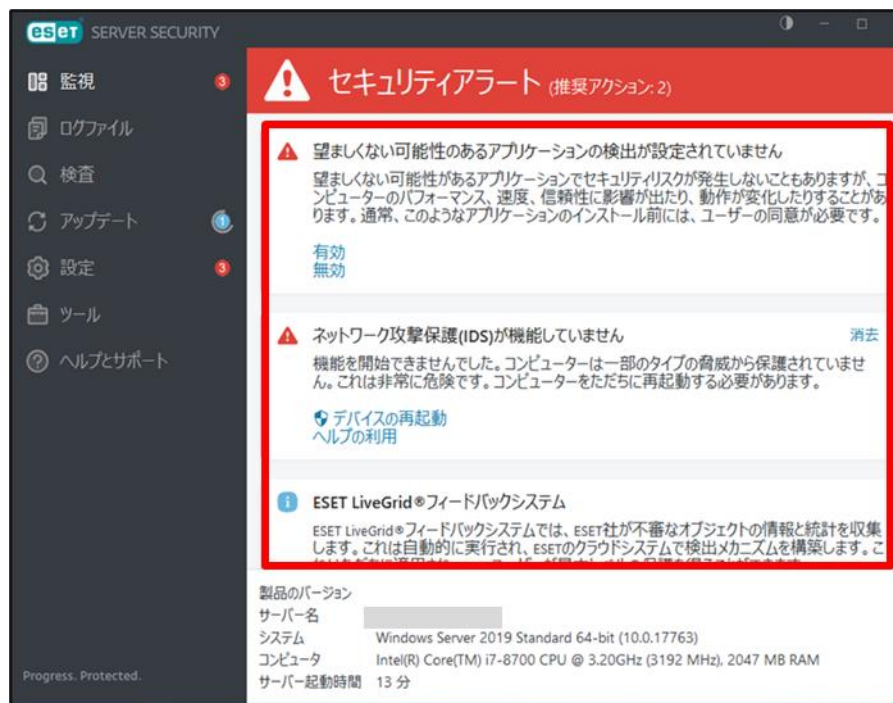 eset SERVER SECURITY
監視 3
ログファイル
検査
アップデート 1
設定 3
ツール
ヘルプとサポート
Progress. Protected.
セキュリティアラート (推奨アクション: 2)
望ましくない可能性のあるアプリケーションの検出が設定されていません
望ましくない可能性があるアプリケーションでセキュリティリスクが発生しないこともありますが、コ
ンピューターのパフォーマンス、速度、信頼性に影響が出たり、動作が変化したりすることがあ
ります。通常、このようなアプリケーションのインストール前には、ユーザーの同意が必要です。
有効
無効
ネットワーク攻撃保護(IDS)が機能していません 消去
機能を開始できませんでした。コンピューターは一部のタイプの脅威から保護されていませ
ん。これは非常に危険です。コンピューターをただちに再起動する必要があります。
デバイスの再起動
ヘルプの利用
ESET LiveGrid®フィードバックシステム
ESET LiveGrid®フィードバックシステムでは、ESET社が不審なオブジェクトの情報と統計を収集
します。これは自動的に実行され、ESETのクラウドシステムで検出メカニズムを構築します。こ
製品のバージョン
サーバー名
システム Windows Server 2019 Standard 64-bit (10.0.17763)
コンピュータ Intel(R) Core(TM) i7-8700 CPU @ 3.20GHz (3192 MHz), 2047 MB RAM
サーバー起動時間 13 分